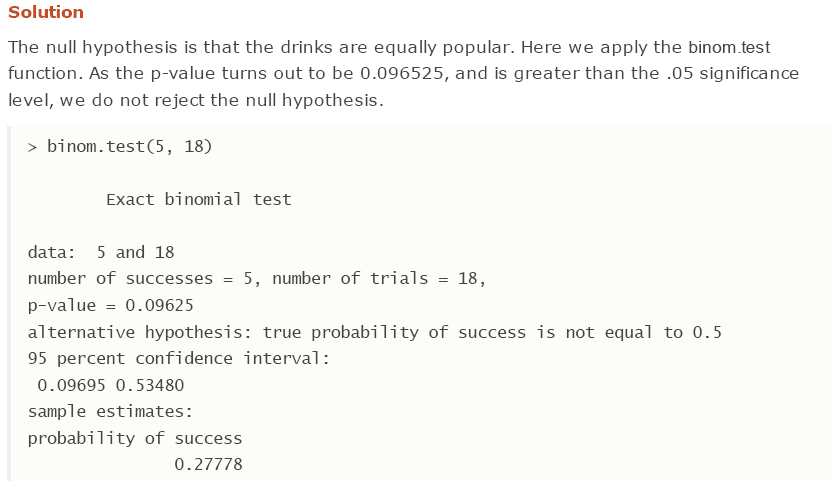 Solution
The null hypothesis is that the drinks are equally popular. Here we apply the binom.test
function. As the p-value turns out to be 0.096525, and is greater than the .05 significance
level, we do not reject the null hypothesis.
> binom.test(5, 18)
Exact binomial test
data:  5 and 18
number of successes = 5, number of trials = 18,
p-value = 0.09625
alternative hypothesis: true probability of success is not equal to 0.5
95 percent confidence interval:
0.09695 0.53480
sample estimates:
probability of success
0.27778